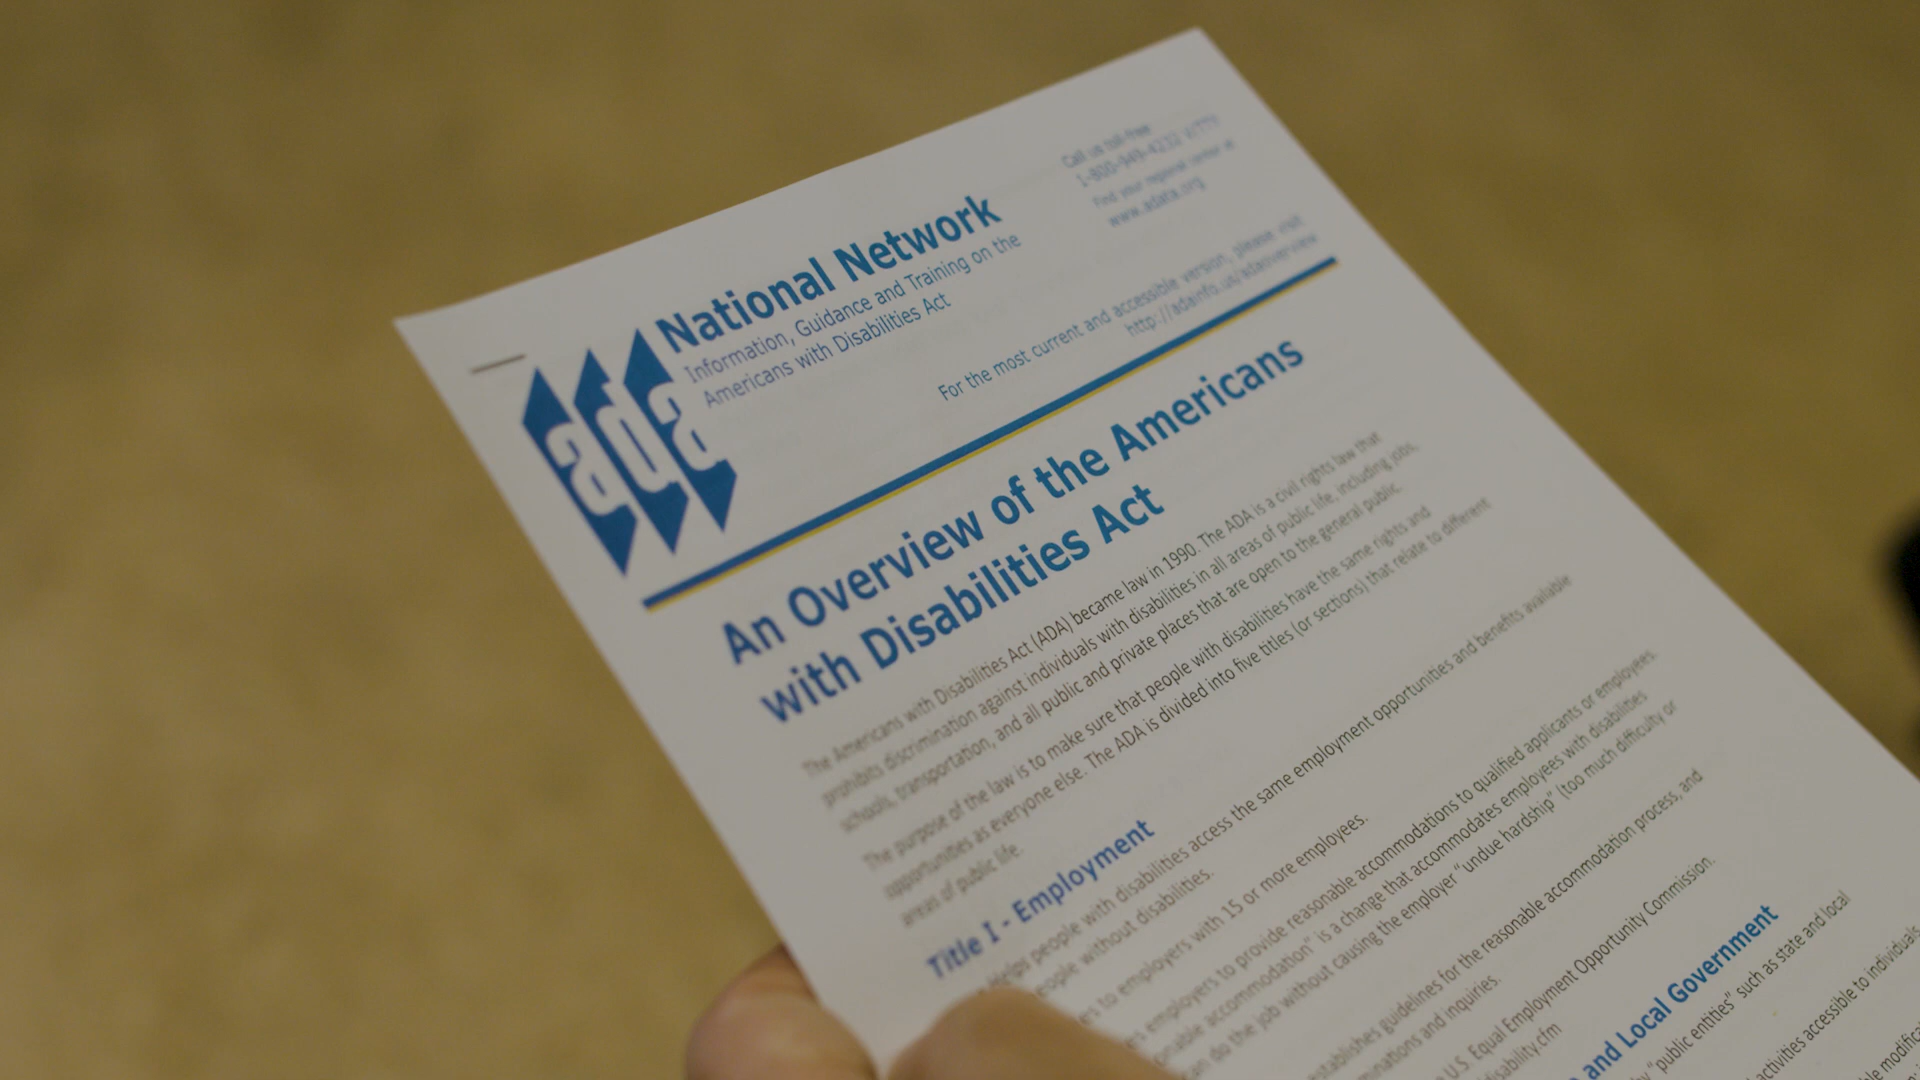 ada
National Network
Information, Guidance and Training on the
Americans with Disabilities Act
Call us toll-free
1-800-949-4232 v/TTY
Find your regional center at
www.adata.org
For the most current and accessible version, please visit
http://adainfo.us/adaoverview
An Overview of the Americans
with Disabilities Act
The Americans with Disabilities Act (ADA) became law in 1990. The ADA is a civil rights law that
prohibits discrimination against individuals with disabilities in all areas of public life, including jobs,
schools, transportation, and all public and private places that are open to the general public.
The purpose of the law is to make sure that people with disabilities have the same rights and
opportunities as everyone else. The ADA is divided into five titles (or sections) that relate to different
areas of public life.
Title I - Employment
Helps people with disabilities access the same employment opportunities and benefits available
people without disabilities.
to employers with 15 or more employees.
employers to provide reasonable accommodations to qualified applicants or employees.
accommodation" is a change that accommodates employees with disabilities
can do the job without causing the employer "undue hardship" (too much difficulty or
establishes guidelines for the reasonable accommodation process, and
and inquiries.
U.S. Equal Employment Opportunity Commission.
and Local Government
"public entities" such as state and local
activities accessible to individuals